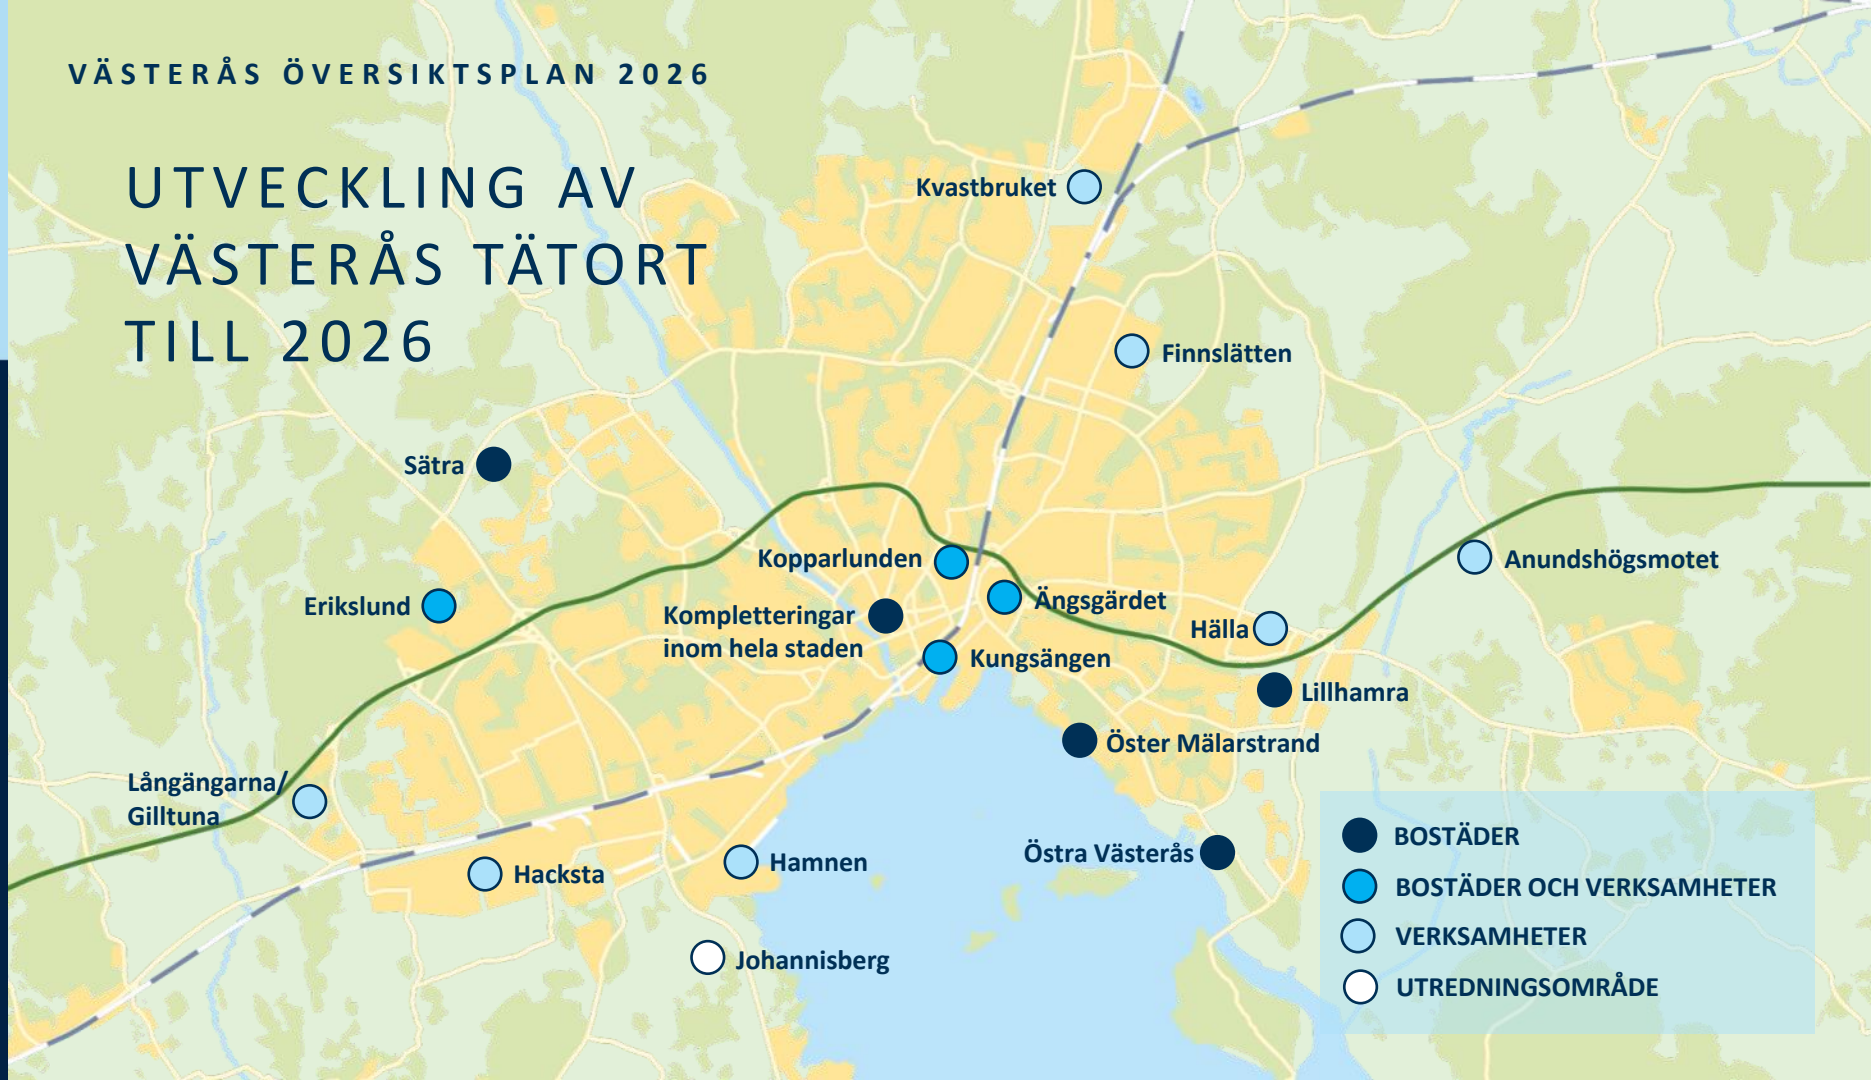 VÄSTERÅS ÖVERSIKTSPLAN 2026
UTVECKLING AV
VÄSTERÅS TÄTORT
TILL 2026
Kvastbruket
Finnslätten
Sätra
Kopparlunden
Anundshögsmotet
Erikslund
Ängsgärdet
Kompletteringar
inom hela staden
Hälla
Kungsängen
Lillhamra
Öster Mälarstrand
Långängarna/
Gilltuna
Hacksta
Hamnen
Östra Västerås
Johannisberg
BOSTÄDER
BOSTÄDER OCH VERKSAMHETER
VERKSAMHETER
UTREDNINGSOMRÅDE